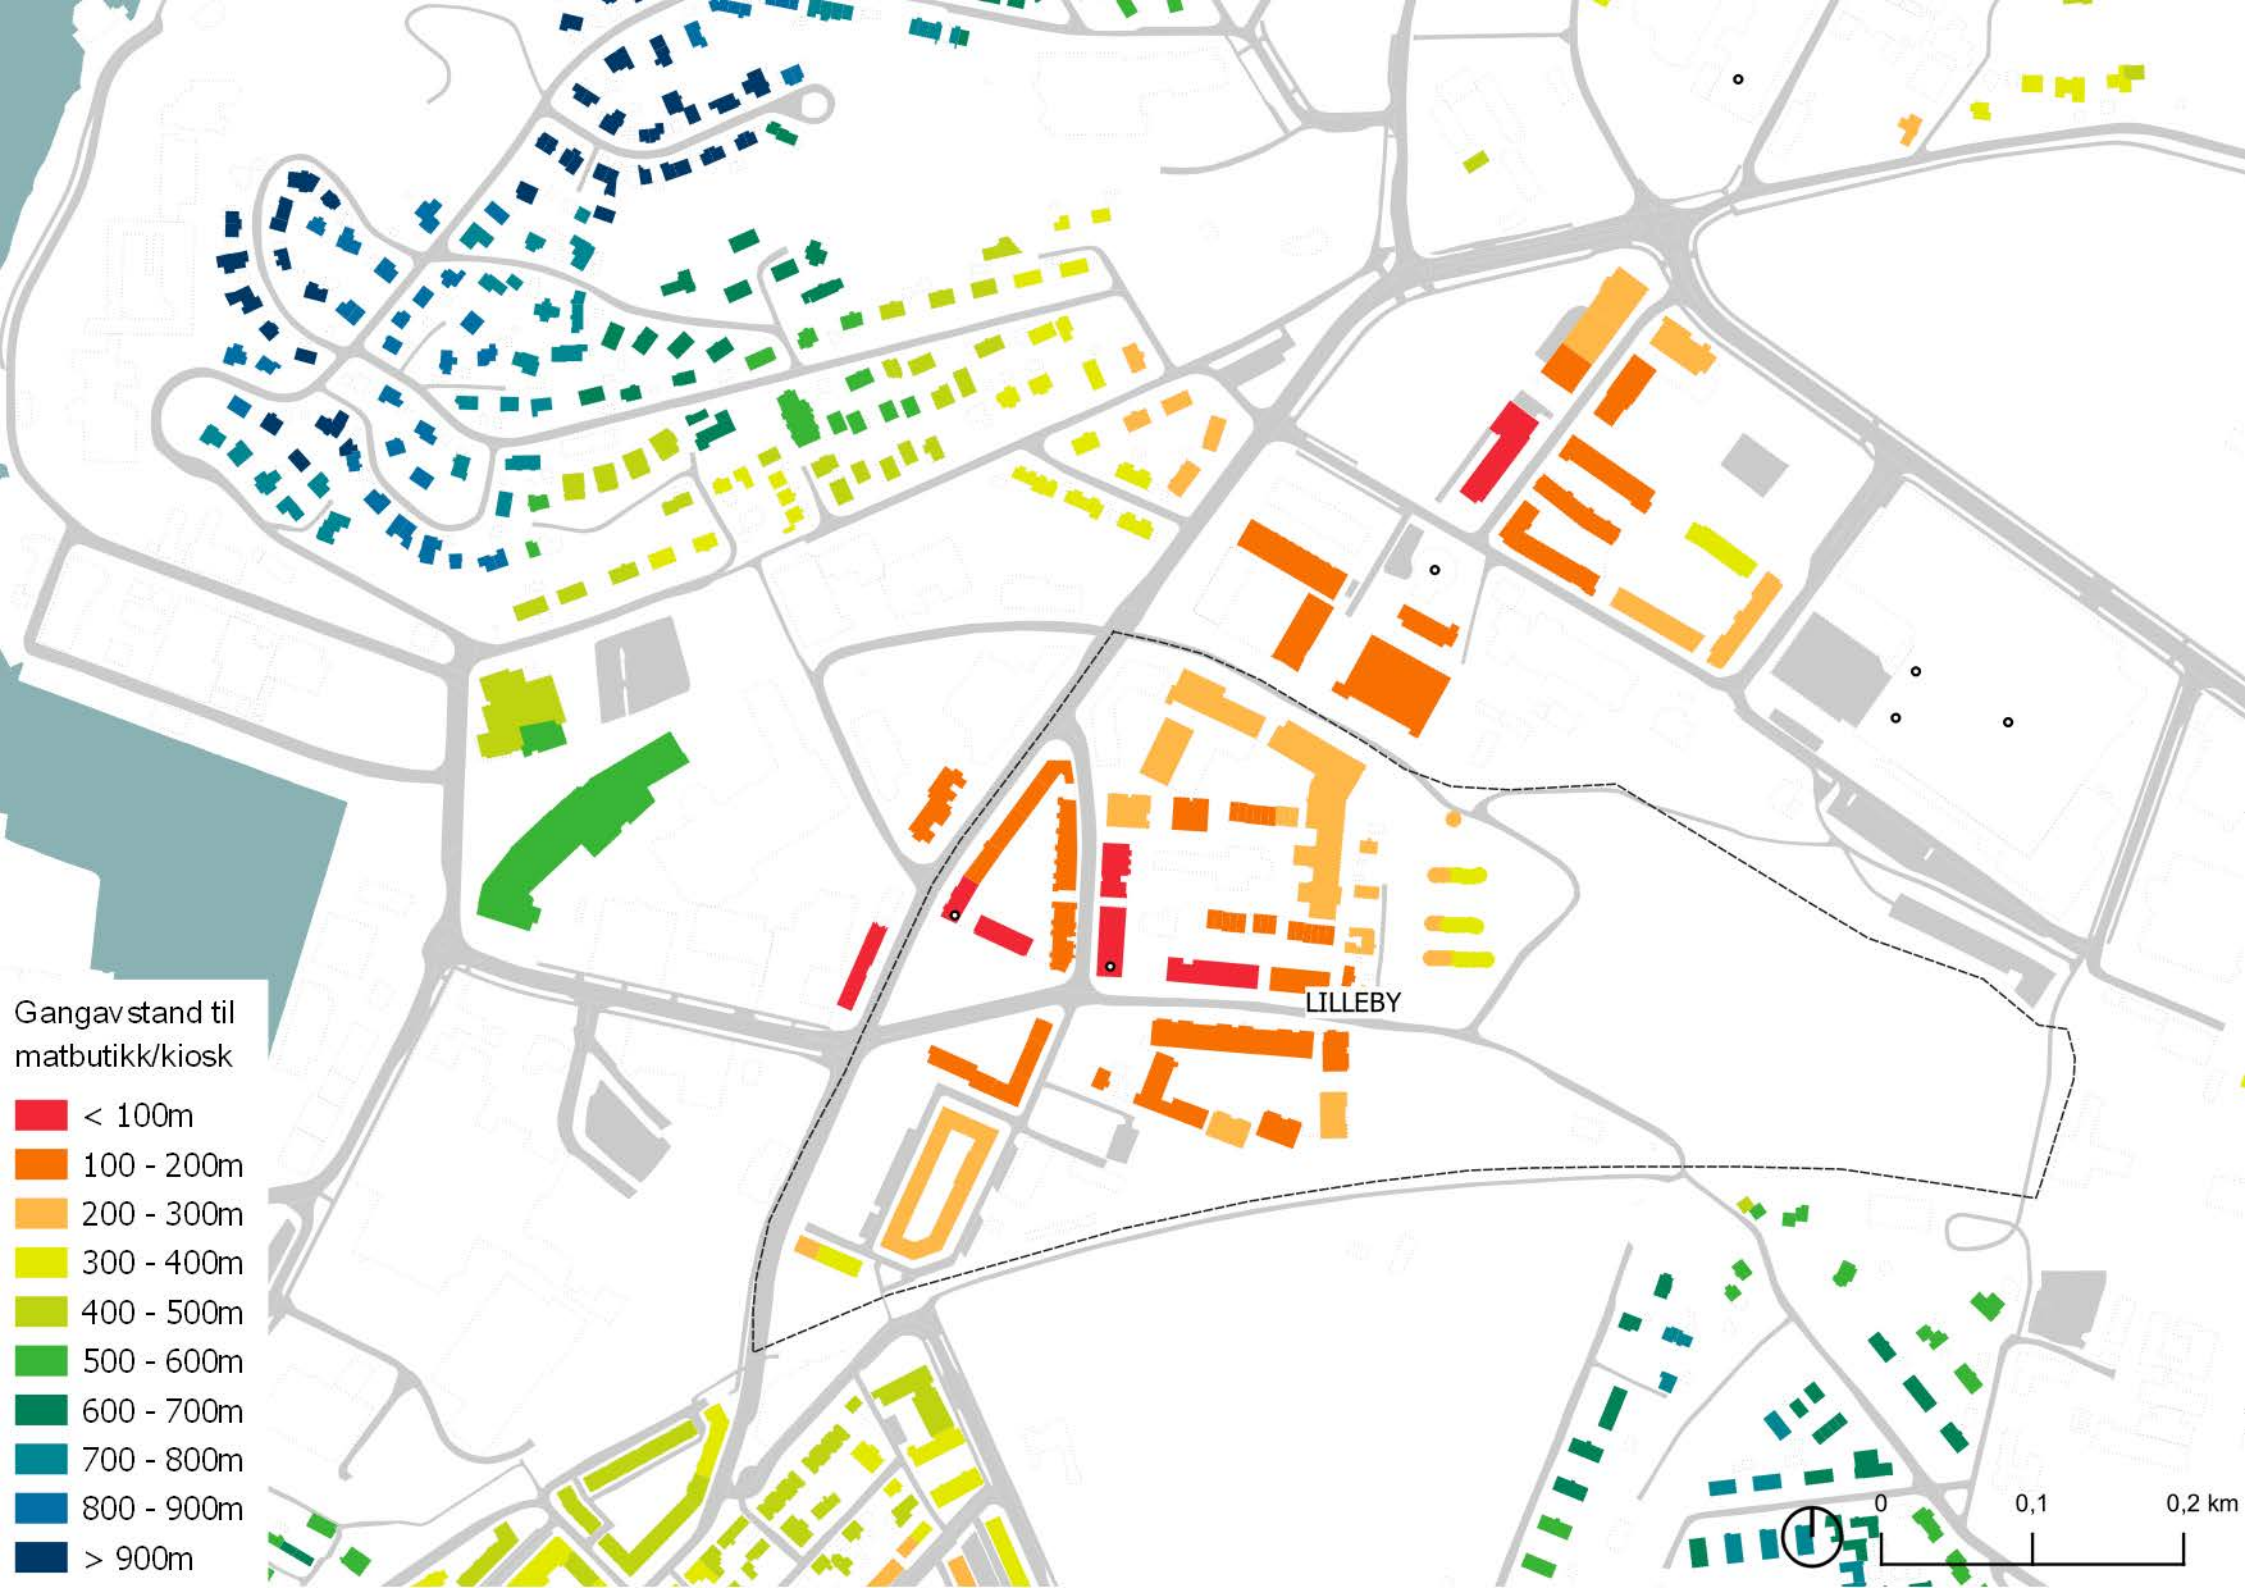 LILLEBY
Gangavstand til
matbutikk/kiosk
< 100m
100 - 200m
200 - 300m
300 - 400m
400 - 500m
500 - 600m
600 - 700m
700 - 800m
800 - 900m
> 900m
0 0,1 0,2 km